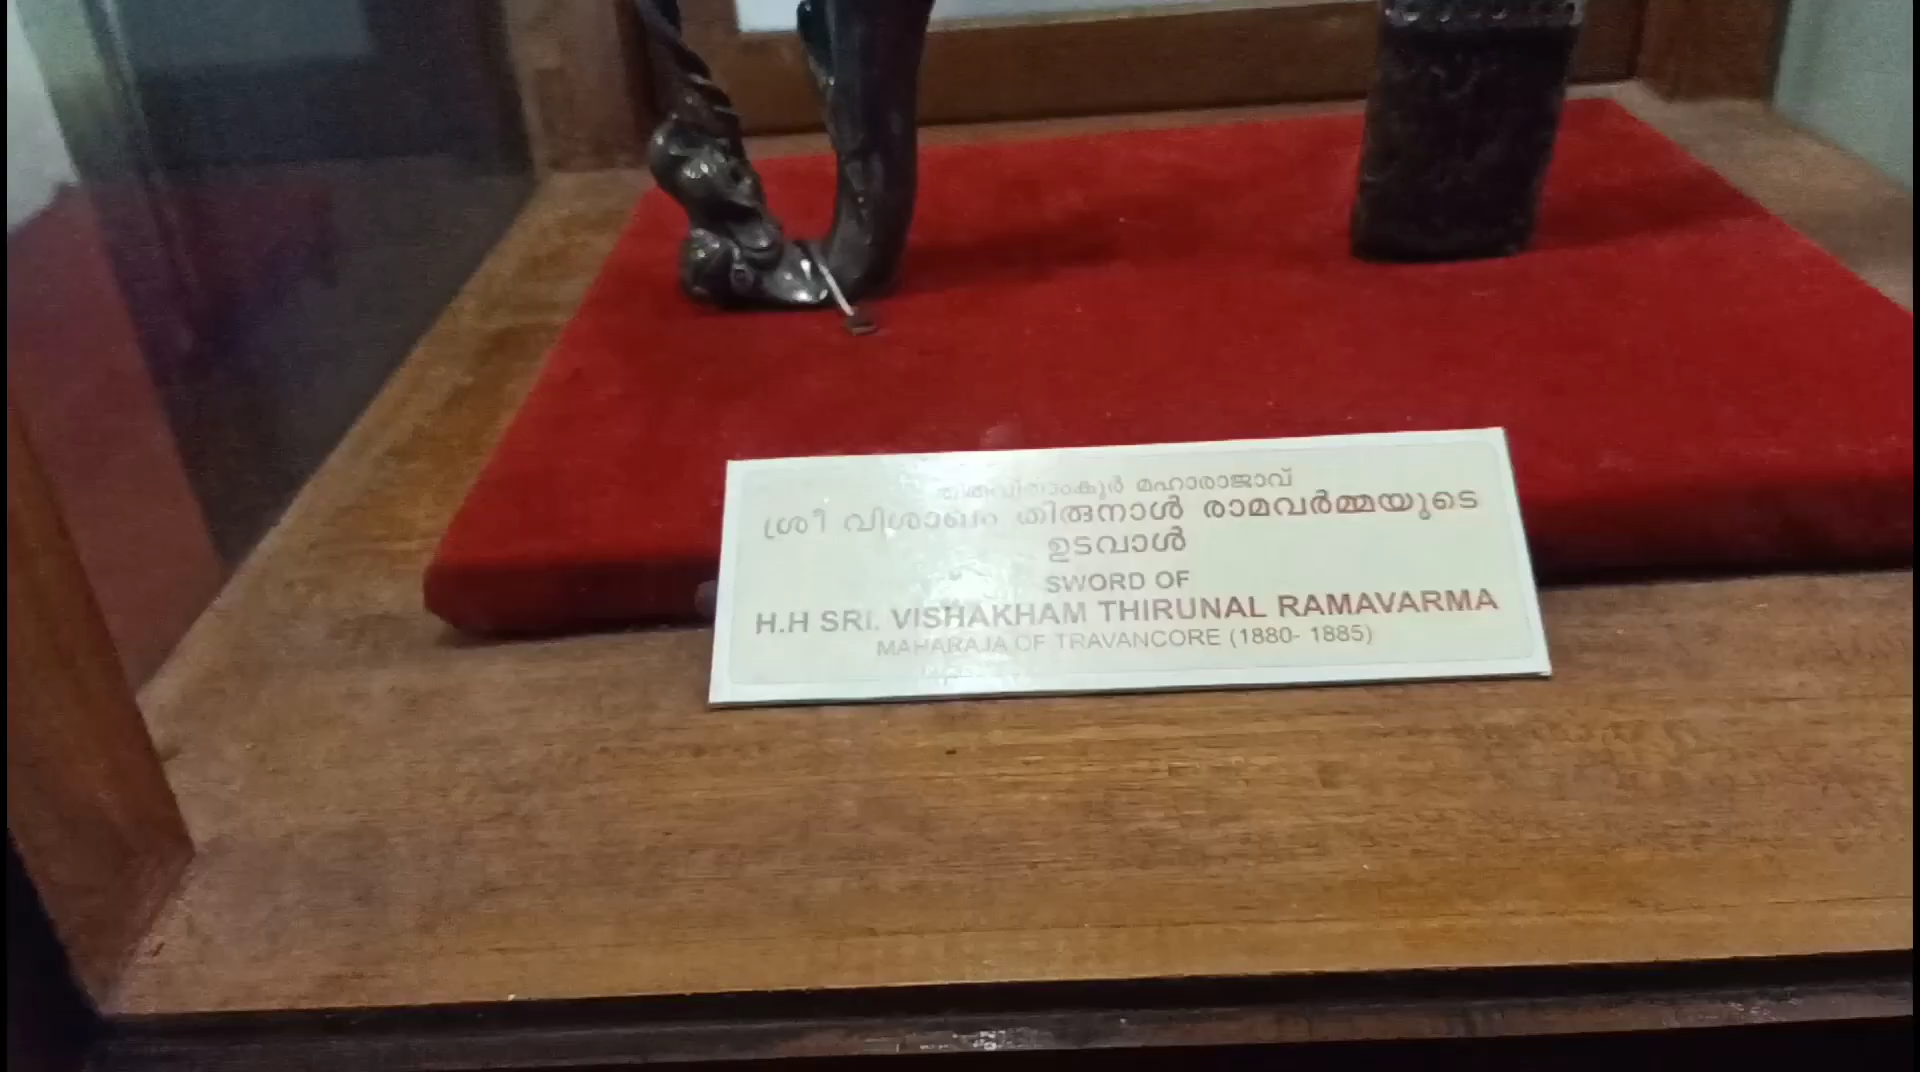 തിരുവിതാംകൂർ മഹാരാജാവ്
ശ്രീ വിശാഖം തിരുനാൾ രാമവർമ്മയുടെ
ഉടവാൾ
SWORD OF
H.H SRI. VISHAKHAM THIRUNAL RAMAVARMA
MAHARAJA OF TRAVANCORE (1880- 1885)